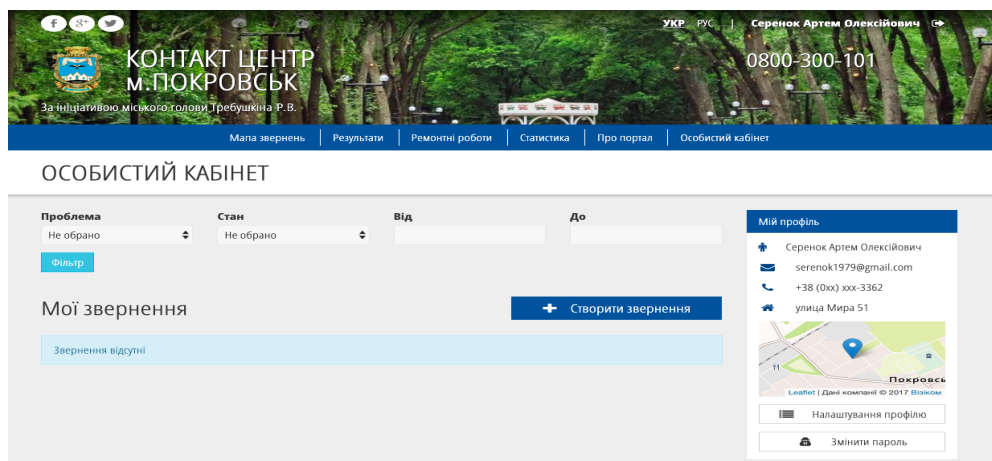 f g+
УКР РУС | Серенок Артем Олексійович
КОНТАКТ ЦЕНТР
м.ПОКРОВСЬК
0800-300-101
За ініціативою міського голови Требушкіна Р.В.
Мапа звернень | Результати | Ремонтні роботи | Статистика | Про портал | Особистий кабінет
ОСОБИСТИЙ КАБІНЕТ
Проблема Стан Від До
Не обрано Не обрано
Фільтр
Мої звернення
Створити звернення
Звернення відсутні
Мій профіль
Серенок Артем Олексійович
serenok1979@gmail.com
+38 (0xx) xxx-3362
улица Мира 51
Покровсь
Leaflet | Дані компанії © 2017 Візіком
Налаштування профілю
Змінити пароль